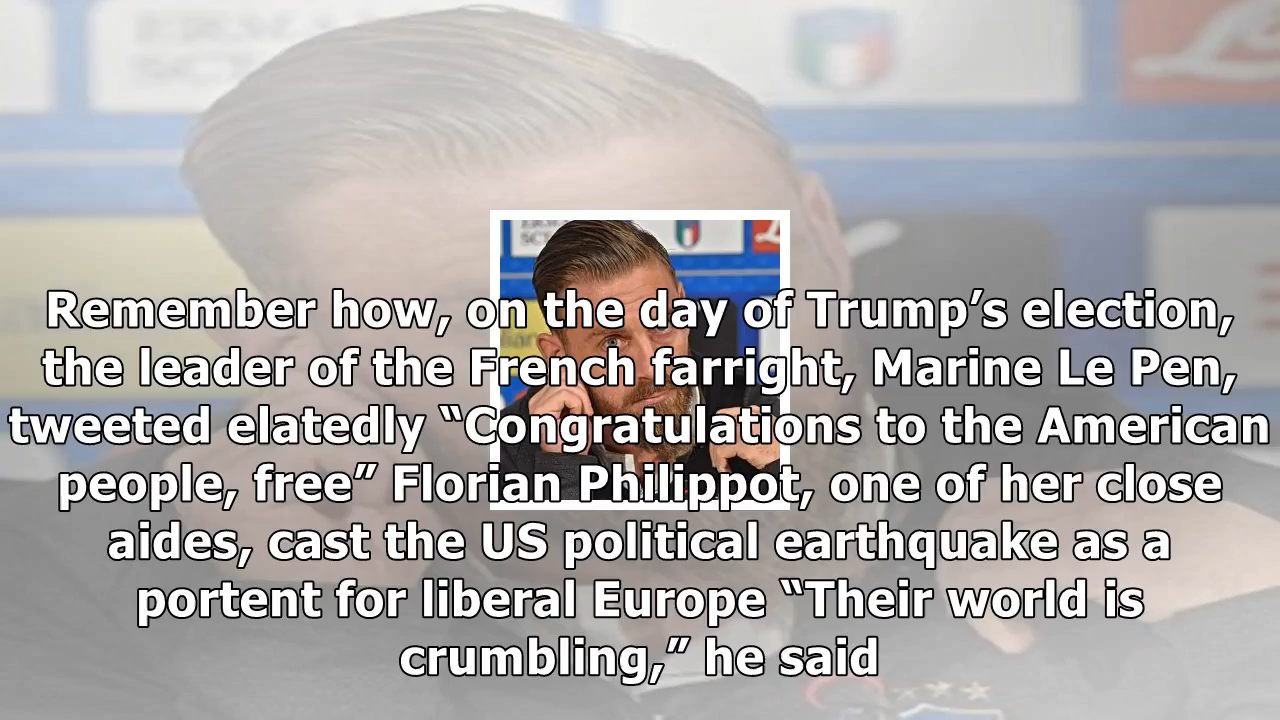 Remember how, on the day of Trump’s election,
the leader of the French farright, Marine Le Pen,
tweeted elatedly “Congratulations to the American
people, free” Florian Philippot, one of her close
aides, cast the US political earthquake as a
portent for liberal Europe “Their world is
crumbling,” he said